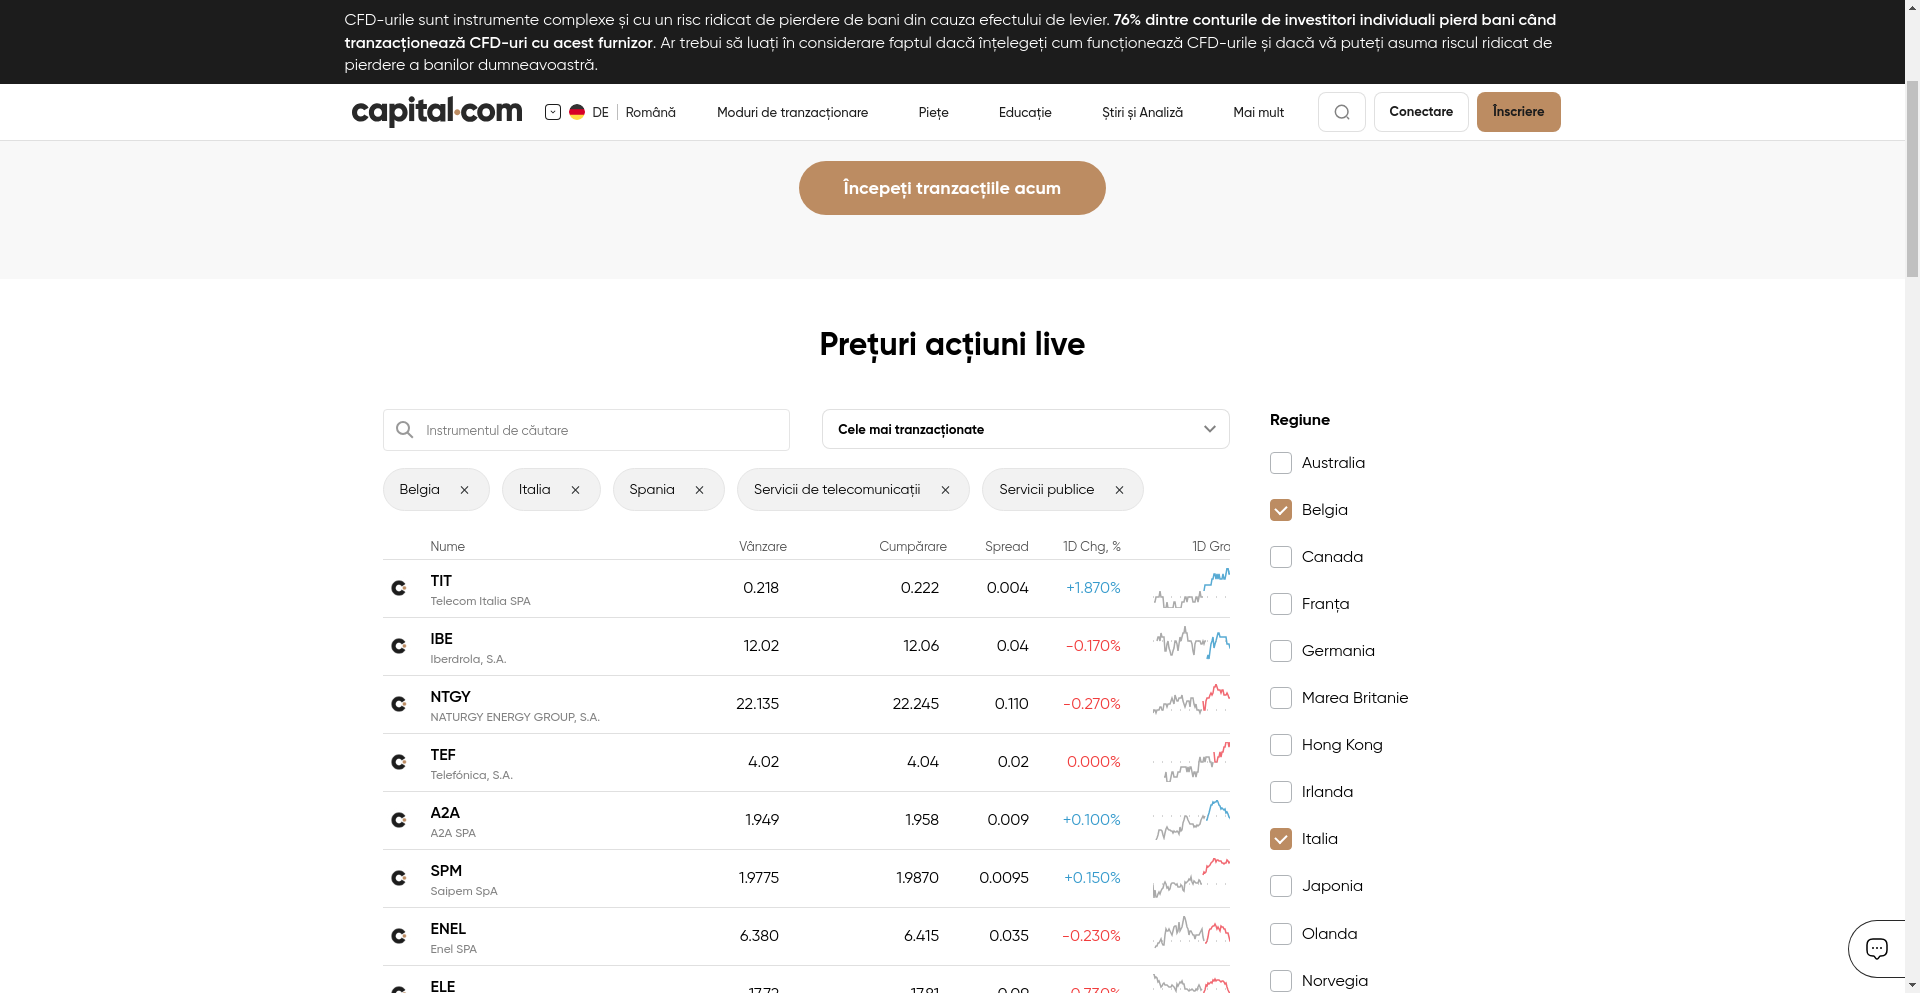 CFD-urile sunt instrumente complexe și cu un risc ridicat de pierdere de bani din cauza efectului de levier. 76% dintre conturile de investitori individuali pierd bani când
tranzacționează CFD-uri cu acest furnizor. Ar trebui să luați în considerare faptul dacă înțelegeți cum funcționează CFD-urile și dacă vă puteți asuma riscul ridicat de
pierdere a banilor dumneavoastră.
capital.com DE Română Moduri de tranzacționare Piețe Educație Știri și Analiză Mai mult Conectare Înscriere
Începeți tranzacțiile acum
Prețuri acțiuni live
Instrumentul de căutare Cele mai tranzacționate
Belgia Italia Spania Servicii de telecomunicații Servicii publice
Nume Vânzare Cumpărare Spread 1D Chg, % 1D Gra
TIT 0.218 0.222 0.004 +1.870%
Telecom Italia SPA
IBE 12.02 12.06 0.04 -0.170%
Iberdrola, S.A.
NTGY 22.135 22.245 0.110 -0.270%
NATURGY ENERGY GROUP, S.A.
TEF 4.02 4.04 0.02 0.000%
Telefónica, S.A.
A2A 1.949 1.958 0.009 +0.100%
A2A SPA
SPM 1.9775 1.9870 0.0095 +0.150%
Saipem SpA
ENEL 6.380 6.415 0.035 -0.230%
Enel SPA
ELE
Regiune
Australia
Belgia
Canada
Franța
Germania
Marea Britanie
Hong Kong
Irlanda
Italia
Japonia
Olanda
Norvegia